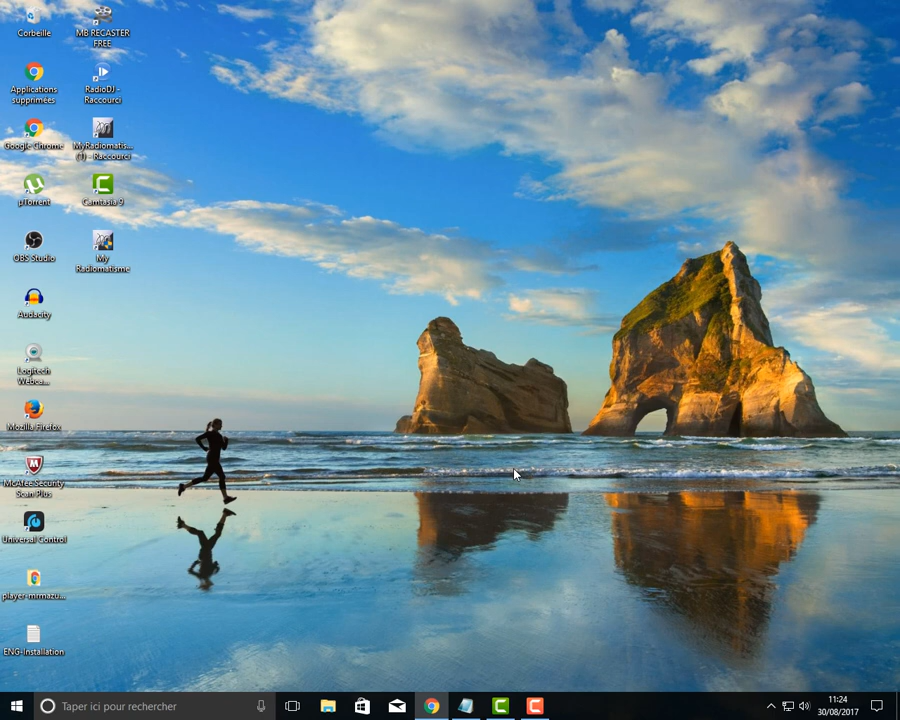 Corbeille
MB RECASTER
FREE
Applications
supprimées
RadioDJ -
Raccourci
Google Chrome
MyRadiomatis...
(1) - Raccourci
µTorrent
Camtasia 9
OBS Studio
My
Radiomatisme
Audacity
Logitech
Webca...
Mozilla Firefox
McAfee Security
Scan Plus
Universal Control
player-mrmazu...
ENG-Installation
Taper ici pour rechercher
11:24
30/08/2017